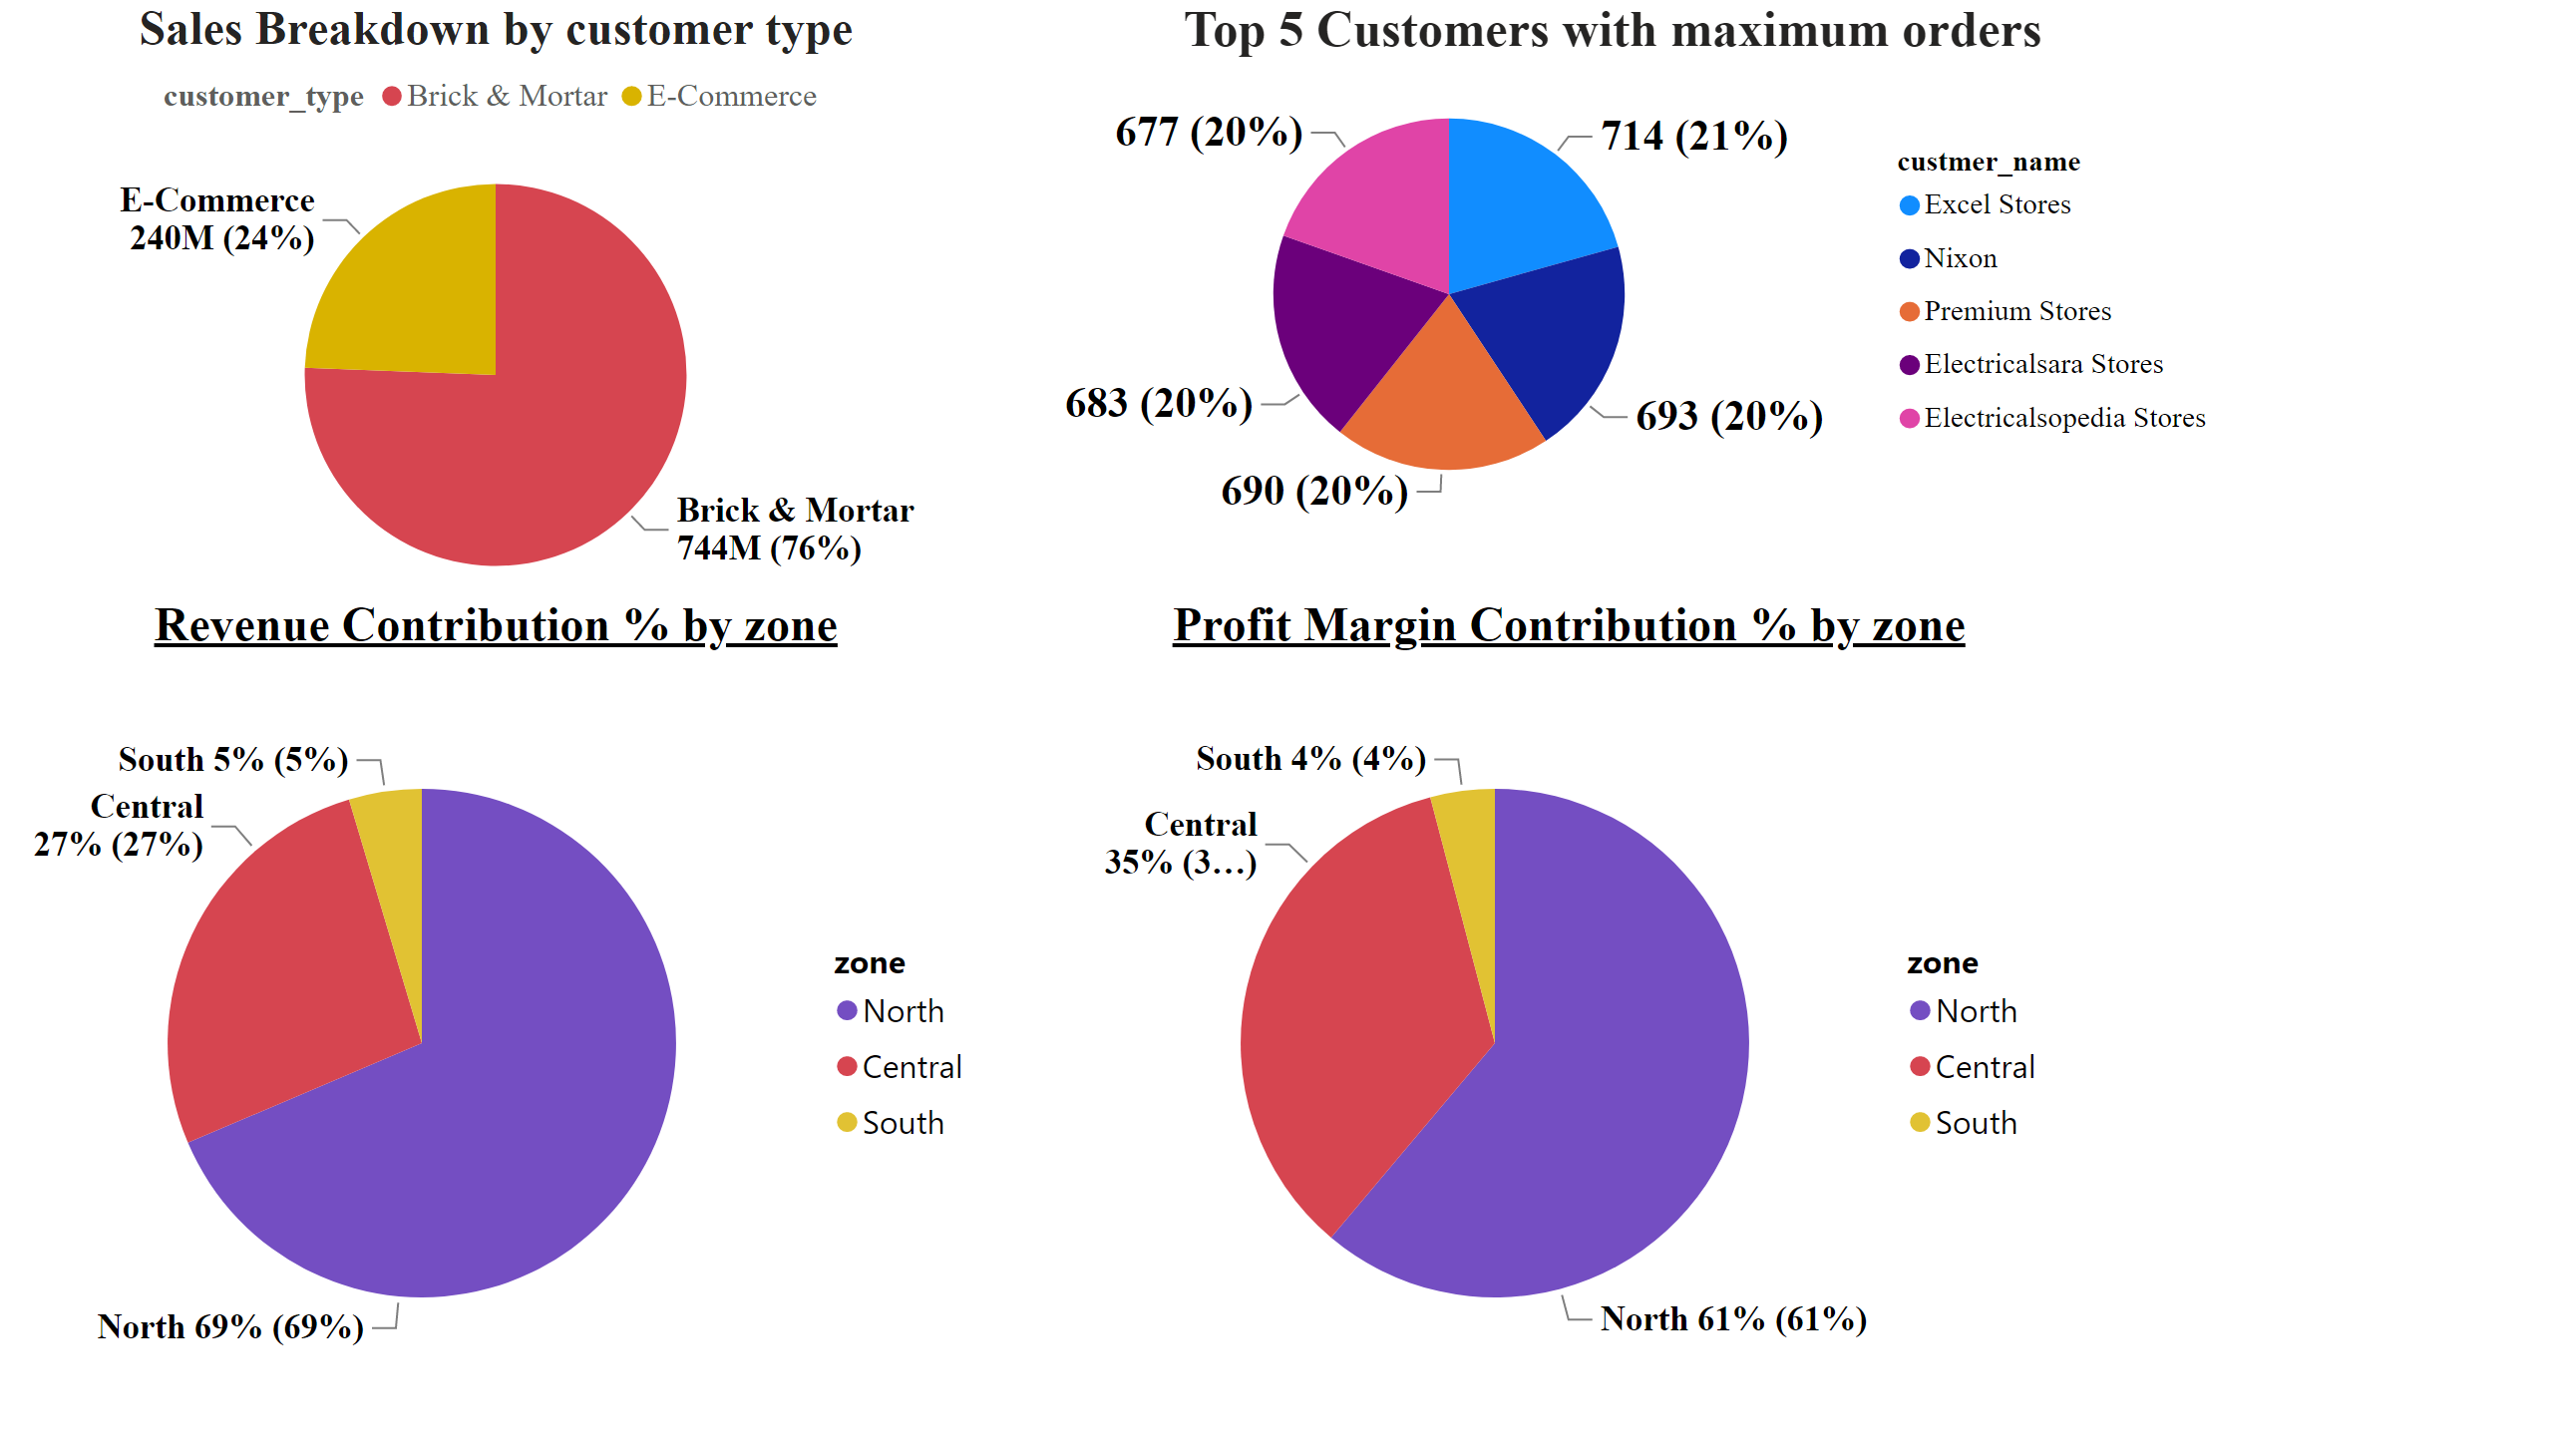 Sales Breakdown by customer type
customer_type Brick & Mortar E-Commerce
E-Commerce
240M (24%)
Brick & Mortar
744M (76%)
Top 5 Customers with maximum orders
677 (20%)
714 (21%)
683 (20%)
693 (20%)
690 (20%)
custmer_name
Excel Stores
Nixon
Premium Stores
Electricalsara Stores
Electricalsopedia Stores
Revenue Contribution % by zone
South 5% (5%)
Central
27% (27%)
North 69% (69%)
zone
North
Central
South
Profit Margin Contribution % by zone
South 4% (4%)
Central
35% (3…)
North 61% (61%)
zone
North
Central
South